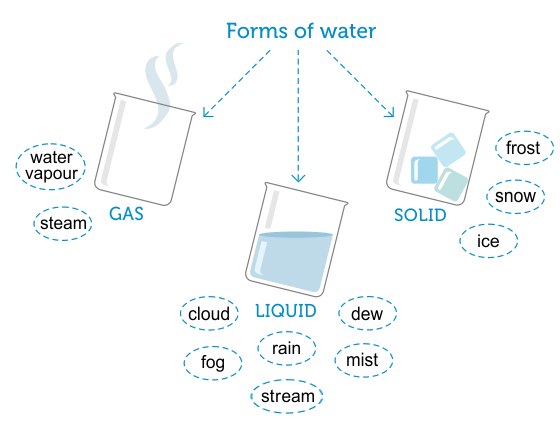 Forms of water
water
vapour
steam
GAS
frost
snow
ice
SOLID
LIQUID
cloud
dew
rain
fog
mist
stream